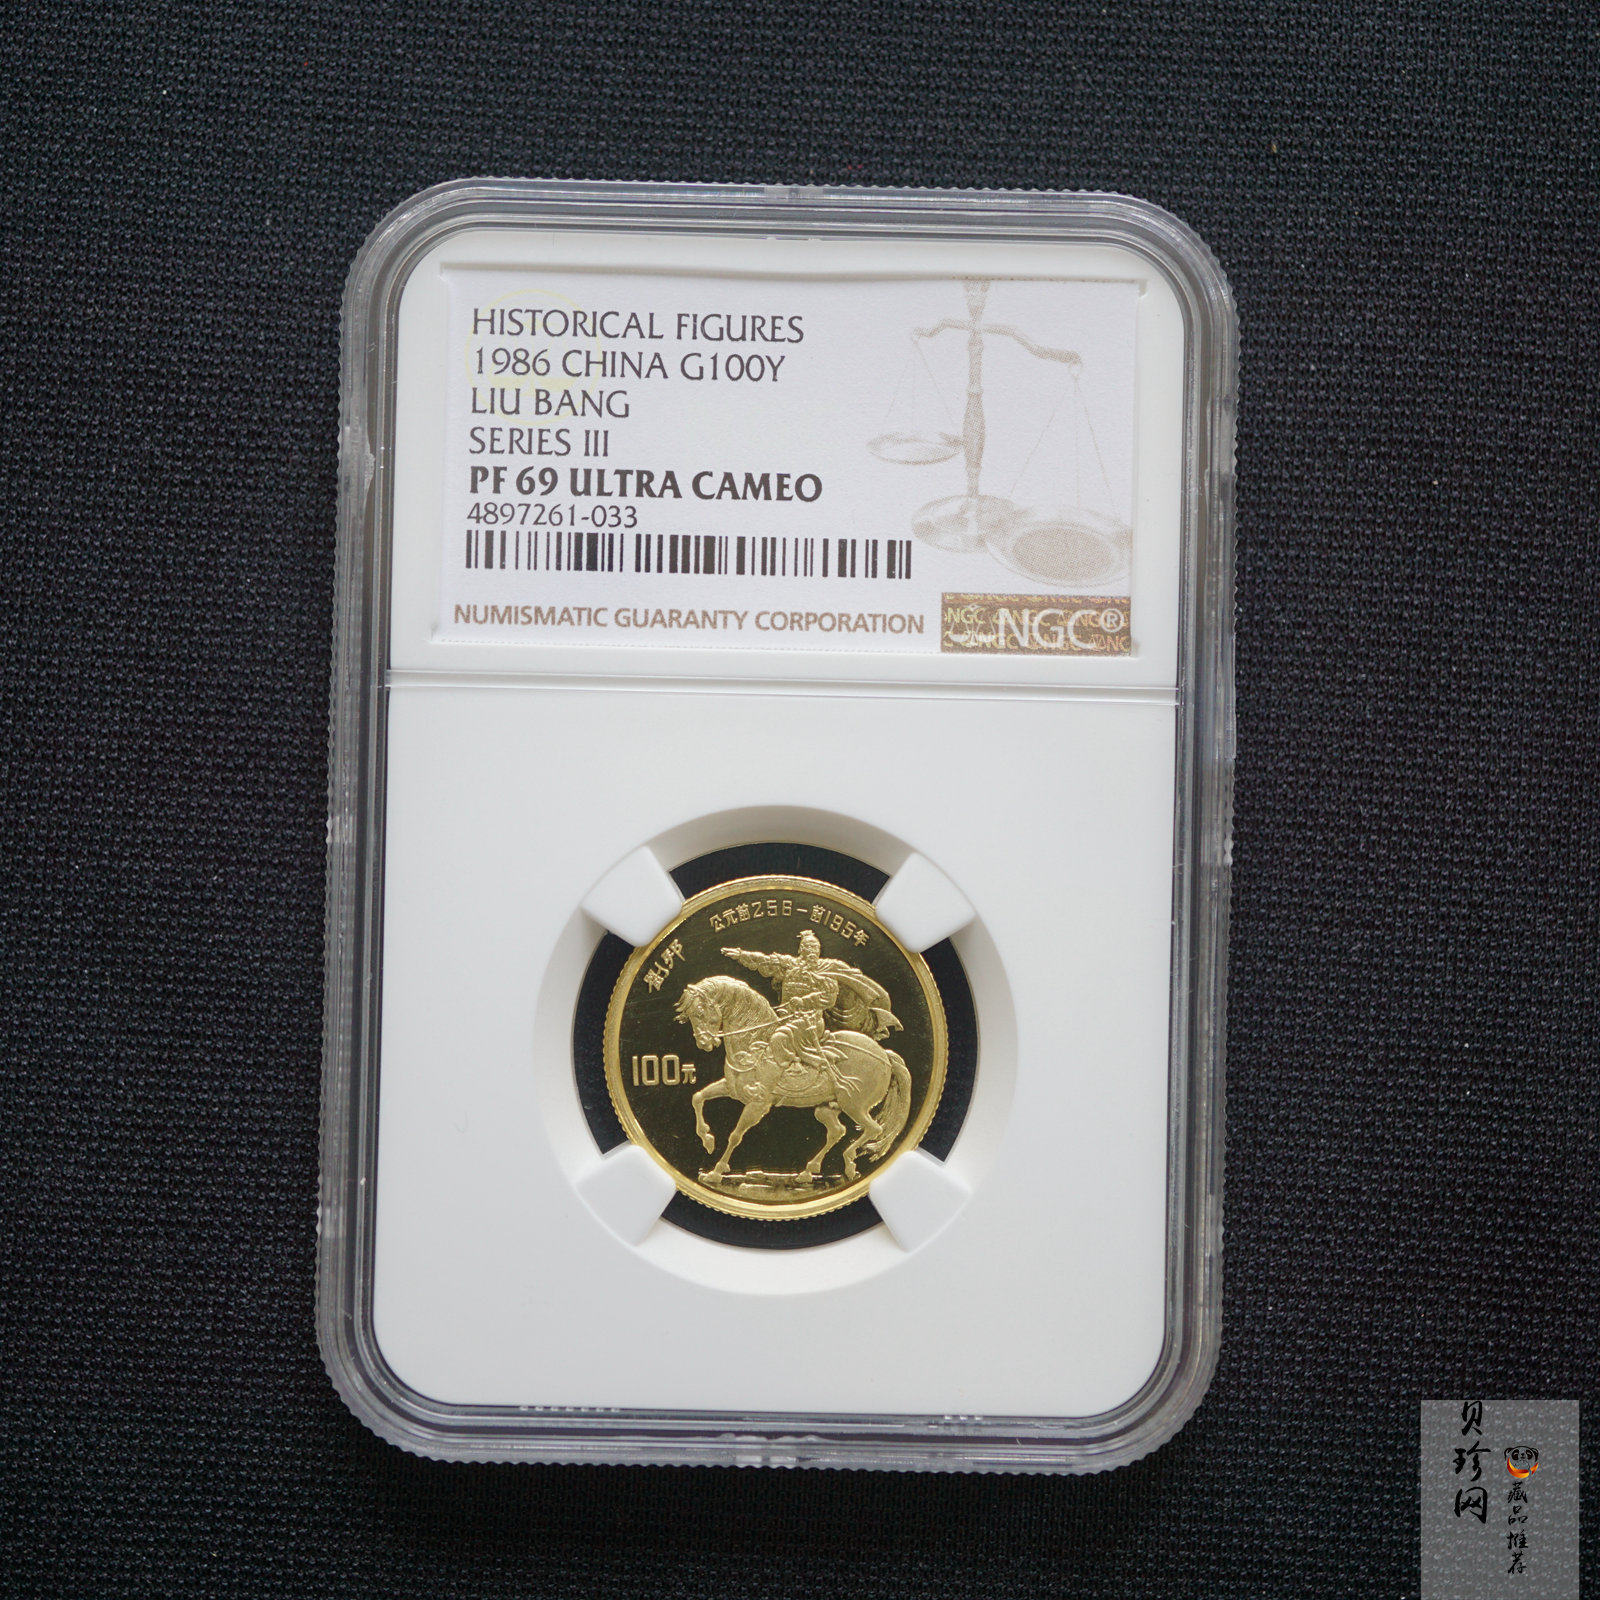 HISTORICAL FIGURES
1986 CHINA G100Y
LIU BANG
SERIES III
PF 69 ULTRA CAMEO
4897261-033
NUMISMATIC GUARANTY CORPORATION
NGC®
公元前256-前195年
刘邦
100元
贝珍网
藏品推荐